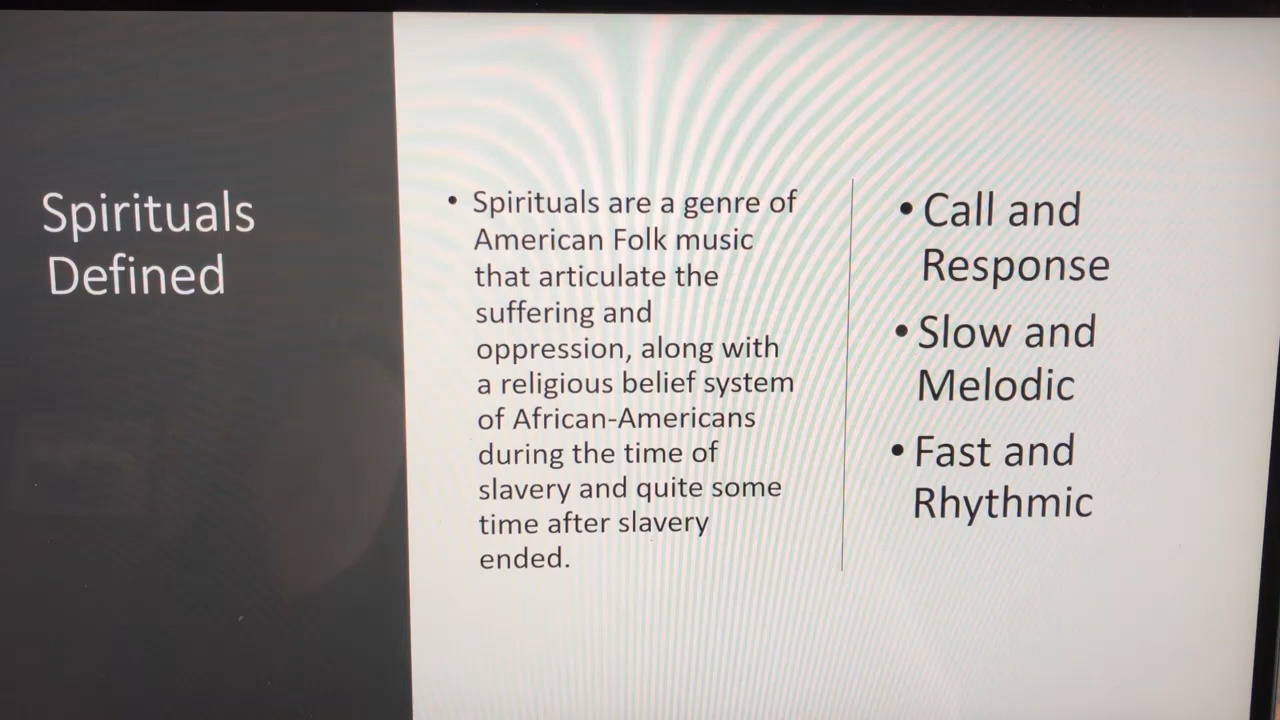 Spirituals
Defined
• Spirituals are a genre of
American Folk music
that articulate the
suffering and
oppression, along with
a religious belief system
of African-Americans
during the time of
slavery and quite some
time after slavery
ended.
• Call and
Response
• Slow and
Melodic
• Fast and
Rhythmic